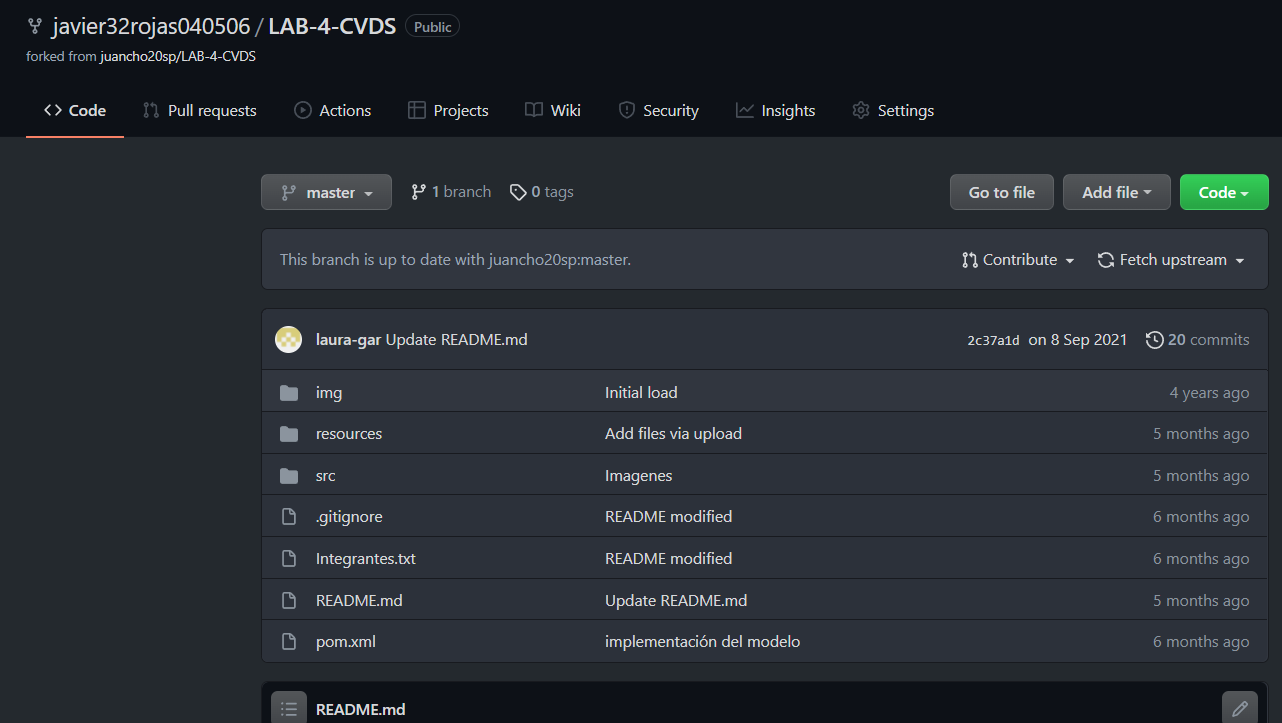 javier32rojas040506 / LAB-4-CVDS Public
forked from juancho20sp/LAB-4-CVDS
Code Pull requests Actions Projects Wiki Security Insights Settings
master 1 branch 0 tags Go to file Add file Code
This branch is up to date with juancho20sp:master. Contribute Fetch upstream
laura-gar Update README.md 2c37a1d on 8 Sep 2021 20 commits
img Initial load 4 years ago
resources Add files via upload 5 months ago
src Imagenes 5 months ago
.gitignore README modified 6 months ago
Integrantes.txt README modified 6 months ago
README.md Update README.md 5 months ago
pom.xml implementación del modelo 6 months ago
README.md